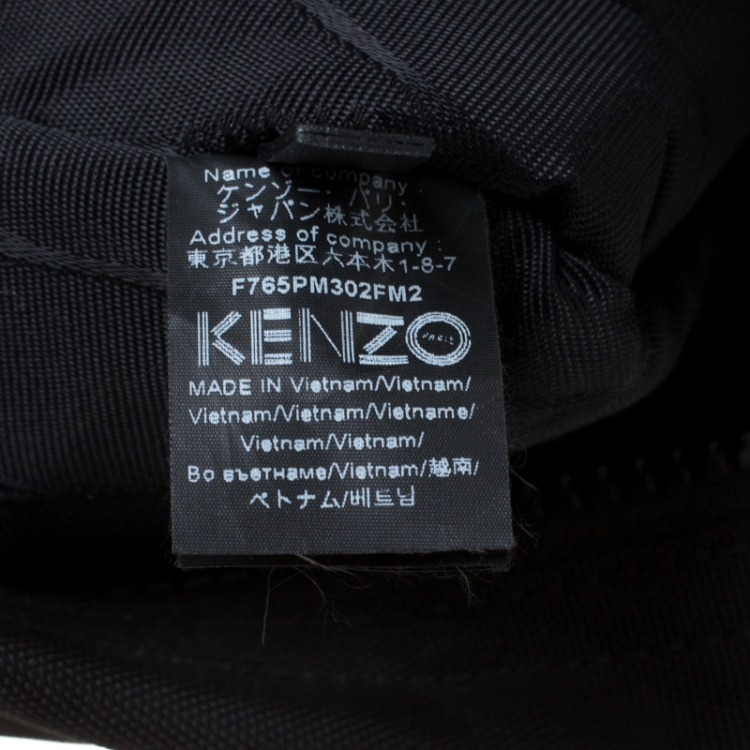 Name of company :
ケンゾー・パリ・
ジャパン株式会社
Address of company :
東京都港区六本木1-8-7
F765PM302FM2
KENZO
PARIS
MADE IN Vietnam/Vietnam/
Vietnam/Vietnam/Vietname/
Vietnam/Vietnam/
Во вьетнаме/Vietnam/越南/
ベトナム/베트남